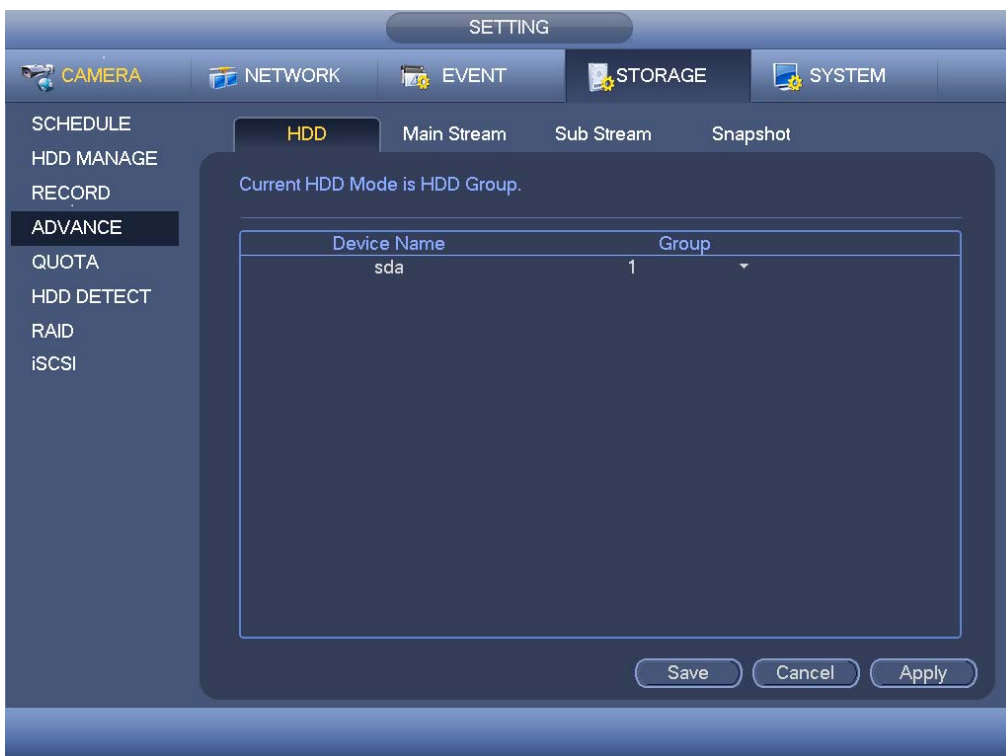 SETTING
CAMERA NETWORK EVENT STORAGE SYSTEM
SCHEDULE
HDD MANAGE
RECORD
ADVANCE
QUOTA
HDD DETECT
RAID
iSCSI
HDD Main Stream Sub Stream Snapshot
Current HDD Mode is HDD Group.
Device Name Group
sda 1
Save Cancel Apply